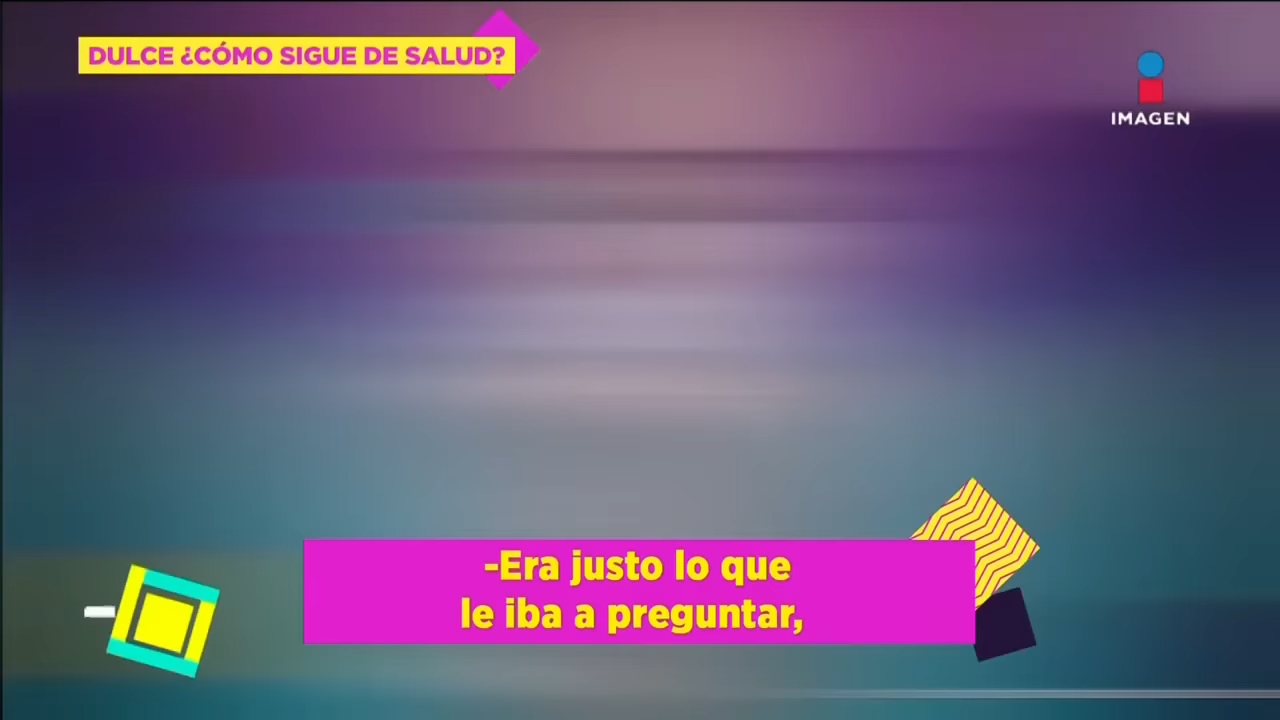 DULCE ¿CÓMO SIGUE DE SALUD?
IMAGEN
-Era justo lo que
le iba a preguntar,